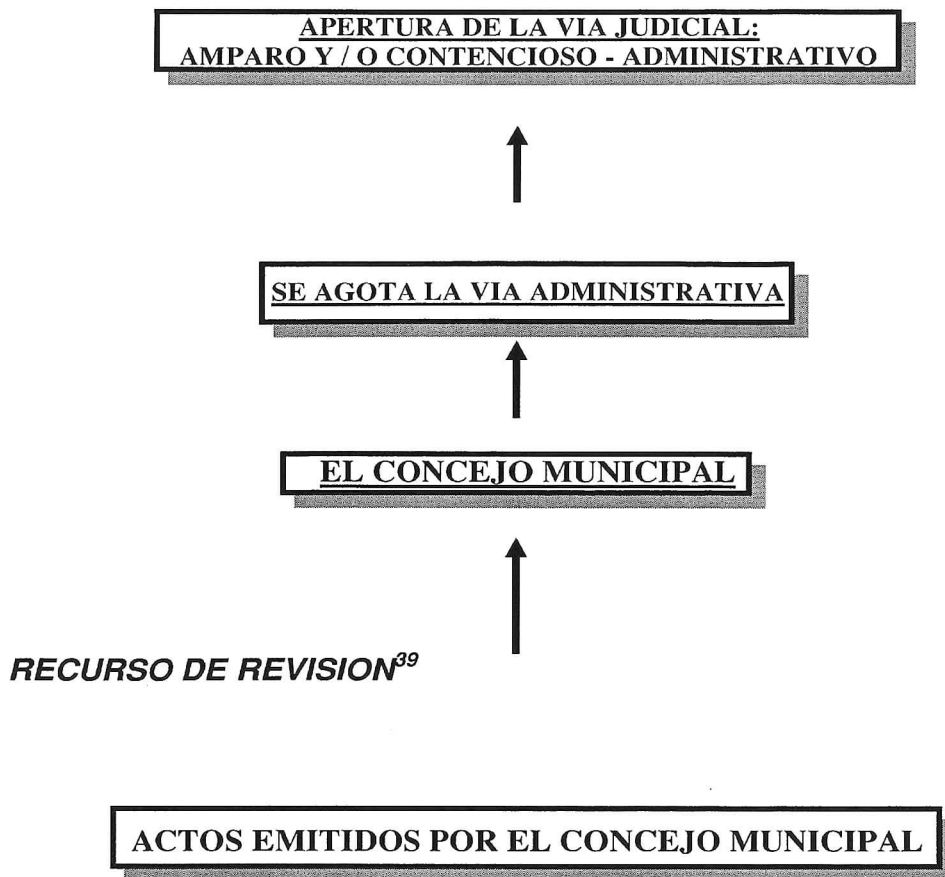 APERTURA DE LA VIA JUDICIAL:
AMPARO Y / O CONTENCIOSO - ADMINISTRATIVO
SE AGOTA LA VIA ADMINISTRATIVA
EL CONCEJO MUNICIPAL
RECURSO DE REVISION39
ACTOS EMITIDOS POR EL CONCEJO MUNICIPAL